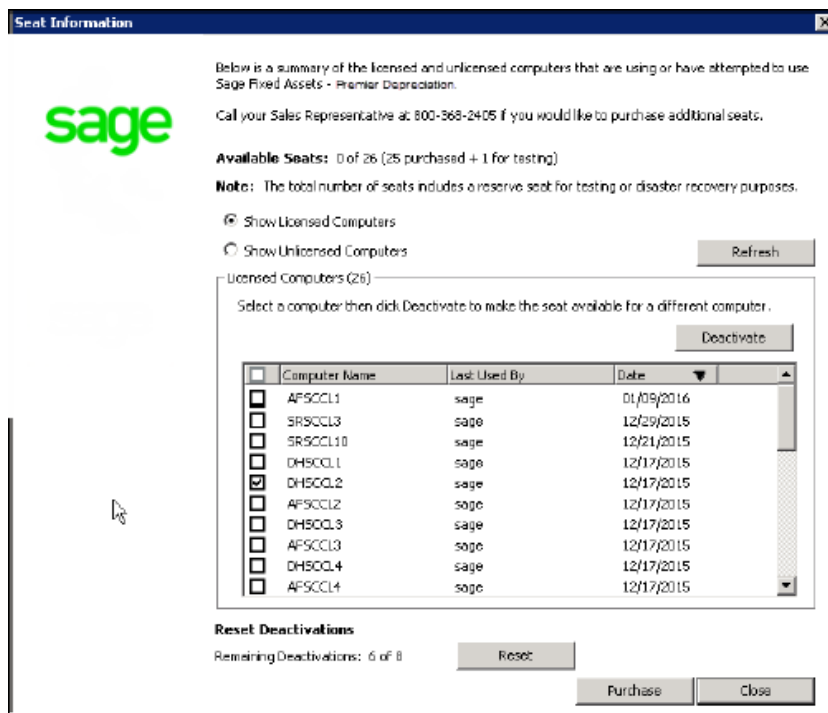 Seat Information
Below is a summary of the licensed and unlicensed computers that are using or have attempted to use
Sage Fixed Assets - Premier Depreciation.
sage
Call your Sales Representative at 800-368-2405 if you would like to purchase additional seats.
Available Seats: 0 of 26 (25 purchased + 1 for testing)
Note: The total number of seats includes a reserve seat for testing or disaster recovery purposes.
Show Licensed Computers
Show Unlicensed Computers
Refresh
Licensed Computers (26)
Select a computer then click Deactivate to make the seat available for a different computer.
Deactivate
Computer Name Last Used By Date
AFSCCL1 sage 01/09/2016
SRSCCL3 sage 12/29/2015
SRSCCL10 sage 12/21/2015
DHSCCL1 sage 12/17/2015
DHSCCL2 sage 12/17/2015
AFSCCL2 sage 12/17/2015
DHSCCL3 sage 12/17/2015
AFSCCL3 sage 12/17/2015
DHSCCL4 sage 12/17/2015
AFSCCL4 sage 12/17/2015
Reset Deactivations
Remaining Deactivations: 6 of 8 Reset
Purchase Close